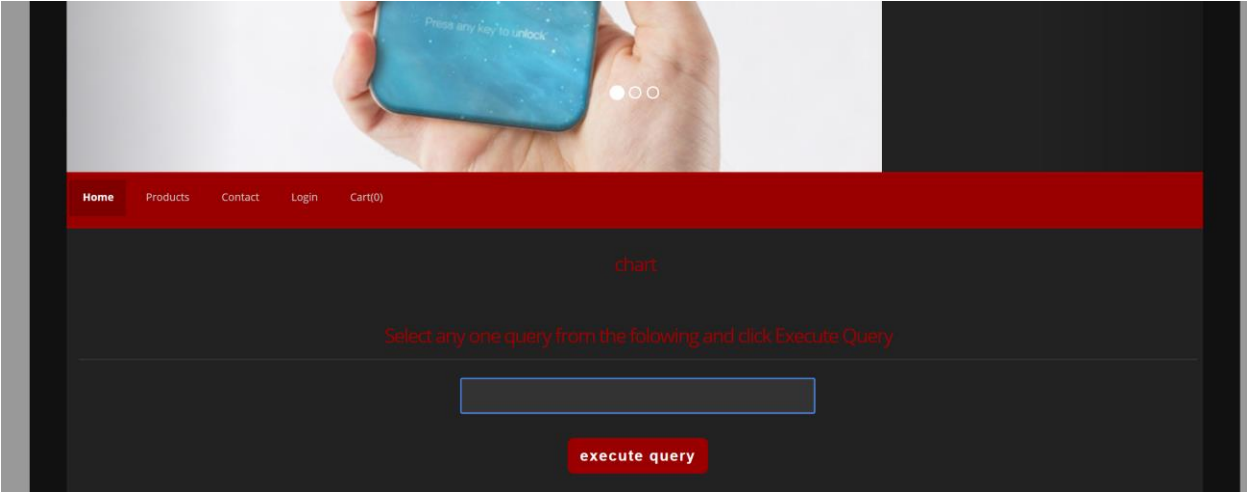 Press any key to unlock
Home Products Contact Login Cart(0)
chart
Select any one query from the folowing and click Execute Query
execute query